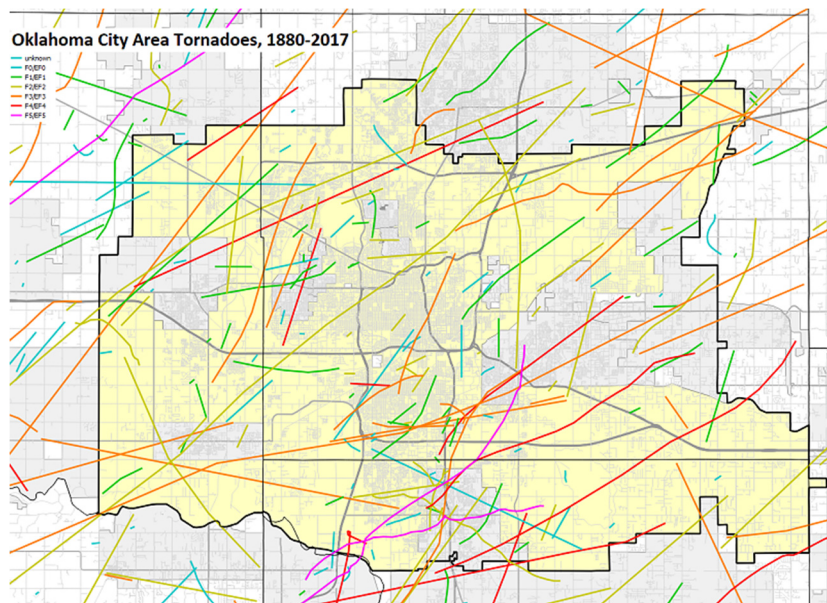 Oklahoma City Area Tornadoes, 1880-2017
unknown
F0/EF0
F1/EF1
F2/EF2
F3/EF3
F4/EF4
F5/EF5